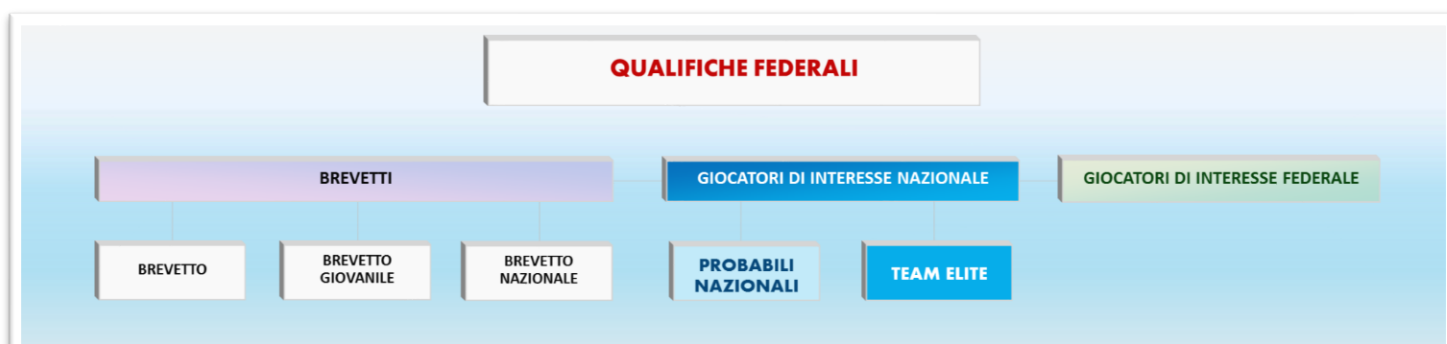 QUALIFICHE FEDERALI
BREVETTI
GIOCATORI DI INTERESSE NAZIONALE
GIOCATORI DI INTERESSE FEDERALE
BREVETTO
BREVETTO
GIOVANILE
BREVETTO
NAZIONALE
PROBABILI
NAZIONALI
TEAM ELITE